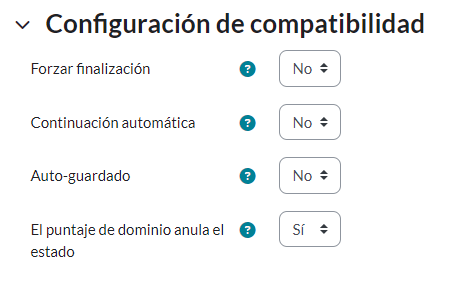 Configuración de compatibilidad
Forzar finalización ? No
Continuación automática ? No
Auto-guardado ? No
El puntaje de dominio anula el ? Sí
estado